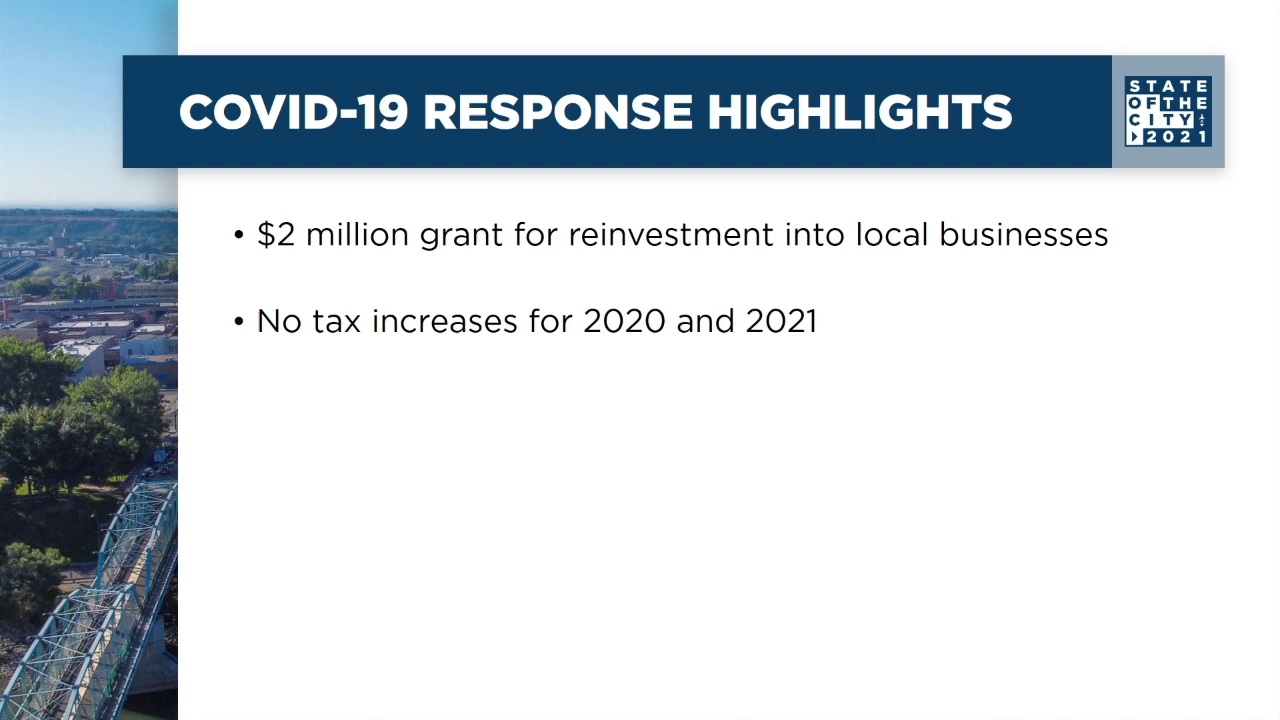 COVID-19 RESPONSE HIGHLIGHTS
STATE
OF THE
CITY
2021
• $2 million grant for reinvestment into local businesses
• No tax increases for 2020 and 2021